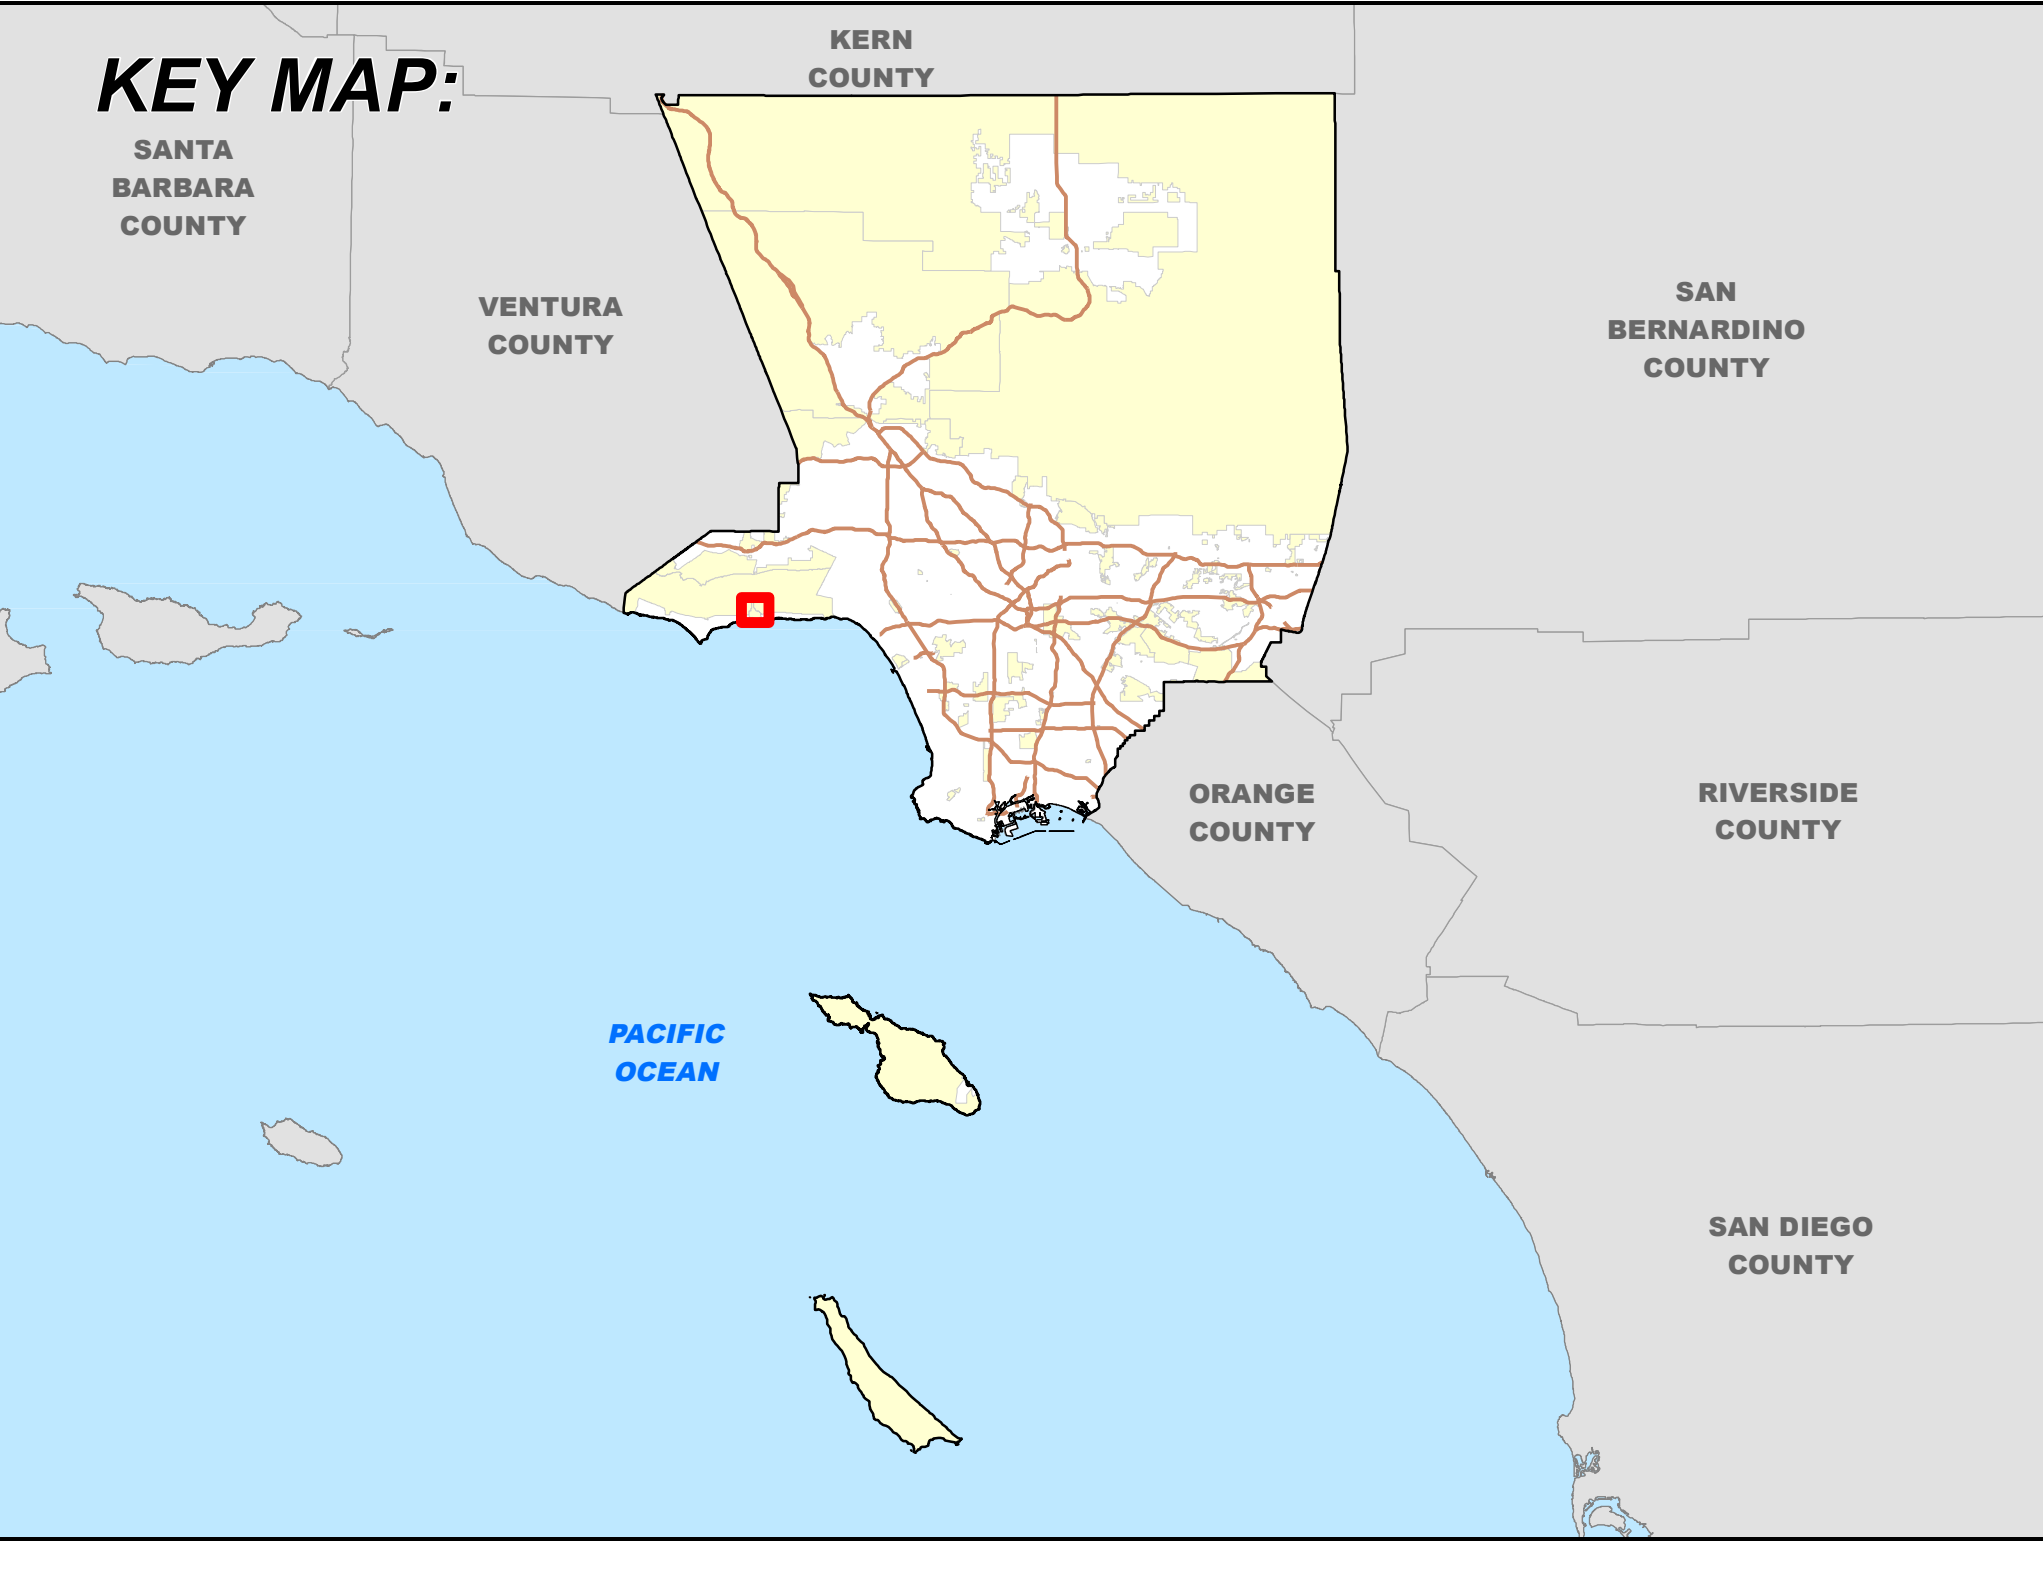 KERN
COUNTY
KEY MAP:
SANTA
BARBARA
COUNTY
VENTURA
COUNTY
SAN
BERNARDINO
COUNTY
ORANGE
COUNTY
RIVERSIDE
COUNTY
PACIFIC
OCEAN
SAN DIEGO
COUNTY